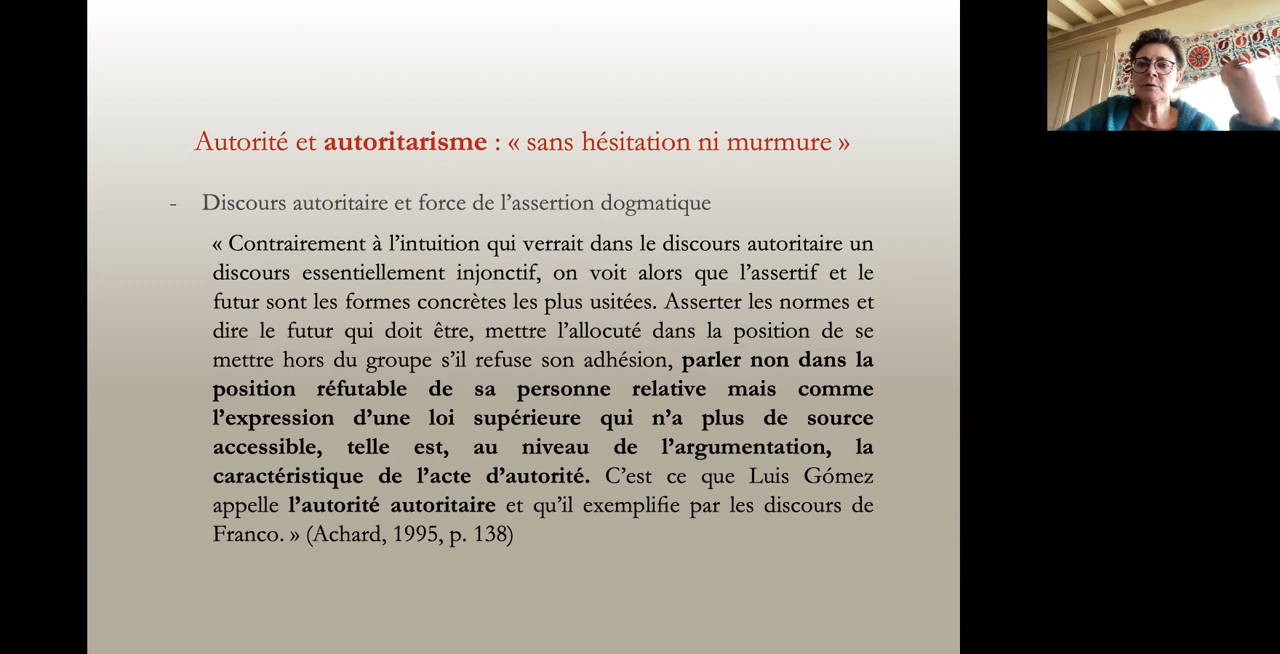 Autorité et autoritarisme : « sans hésitation ni murmure »
- Discours autoritaire et force de l’assertion dogmatique
« Contrairement à l’intuition qui verrait dans le discours autoritaire un
discours essentiellement injonctif, on voit alors que l’assertif et le
futur sont les formes concrètes les plus usitées. Asserter les normes et
dire le futur qui doit être, mettre l’allocuté dans la position de se
mettre hors du groupe s’il refuse son adhésion, parler non dans la
position réfutable de sa personne relative mais comme
l’expression d’une loi supérieure qui n’a plus de source
accessible, telle est, au niveau de l’argumentation, la
caractéristique de l’acte d’autorité. C’est ce que Luis Gómez
appelle l’autorité autoritaire et qu’il exemplifie par les discours de
Franco. » (Achard, 1995, p. 138)